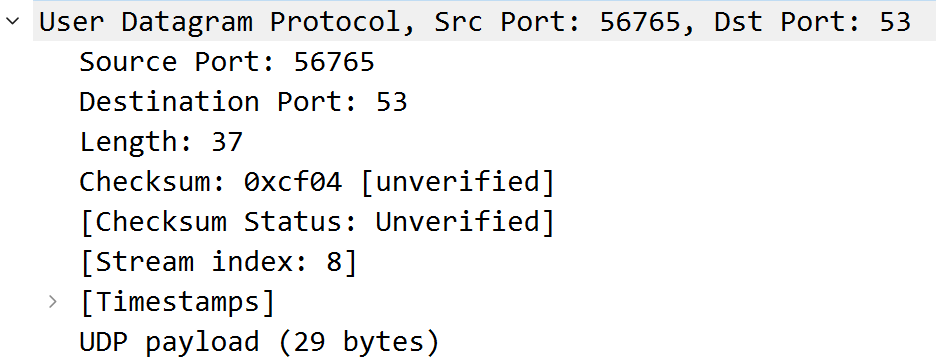 User Datagram Protocol, Src Port: 56765, Dst Port: 53
Source Port: 56765
Destination Port: 53
Length: 37
Checksum: 0xcf04 [unverified]
[Checksum Status: Unverified]
[Stream index: 8]
[Timestamps]
UDP payload (29 bytes)